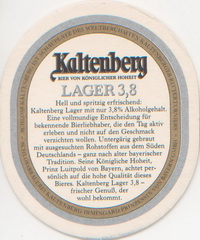 Kaltenberg
BIER VON KÖNIGLICHER HOHEIT
LAGER 3,8
Hell und spritzig erfrischend:
Kaltenberg Lager mit nur 3,8% Alkoholgehalt.
Eine vollmundige Entscheidung für
bekennende Bierliebhaber, die den Tag aktiv
erleben und nicht auf den Geschmack
verzichten wollen. Untergärig gebraut
mit ausgesuchten Rohstoffen aus dem Süden
Deutschlands – ganz nach alter bayerischer
Tradition. Seine Königliche Hoheit,
Prinz Luitpold von Bayern, achtet per-
sönlich auf die hohe Qualität dieses
Bieres. Kaltenberg Lager 3,8 –
frischer Genuß, der
wohl bekommt.